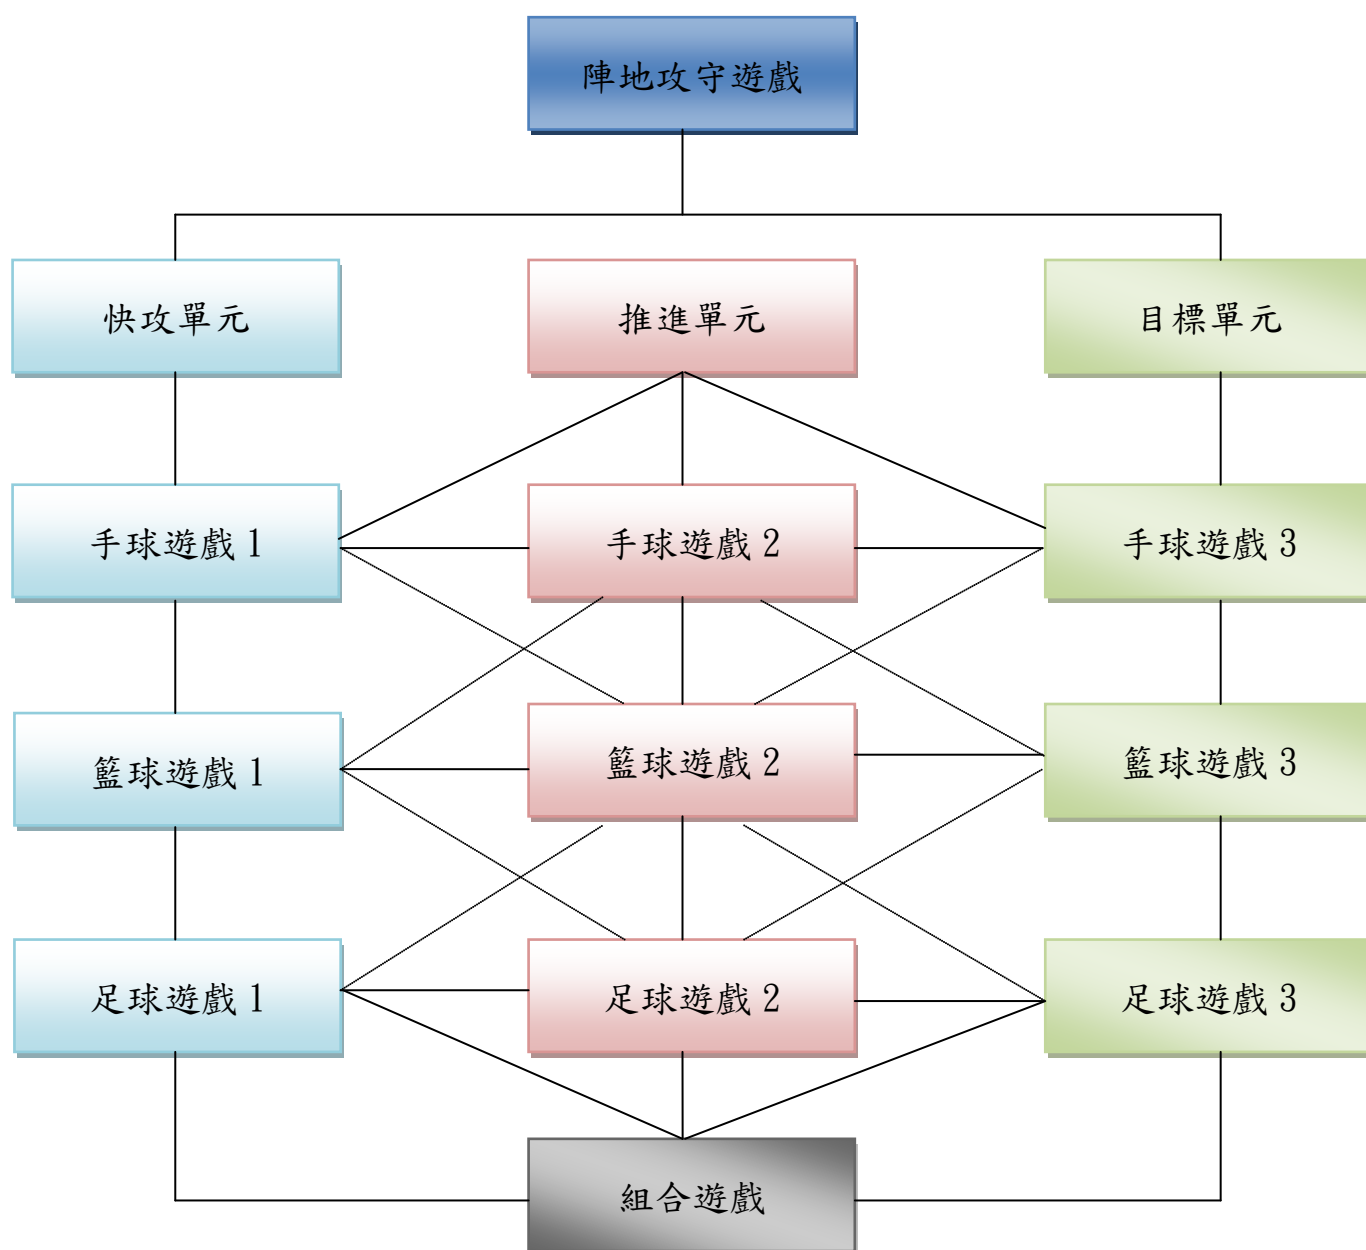 陣地攻守遊戲
快攻單元
推進單元
目標單元
手球遊戲 1
手球遊戲 2
手球遊戲 3
籃球遊戲 1
籃球遊戲 2
籃球遊戲 3
足球遊戲 1
足球遊戲 2
足球遊戲 3
組合遊戲